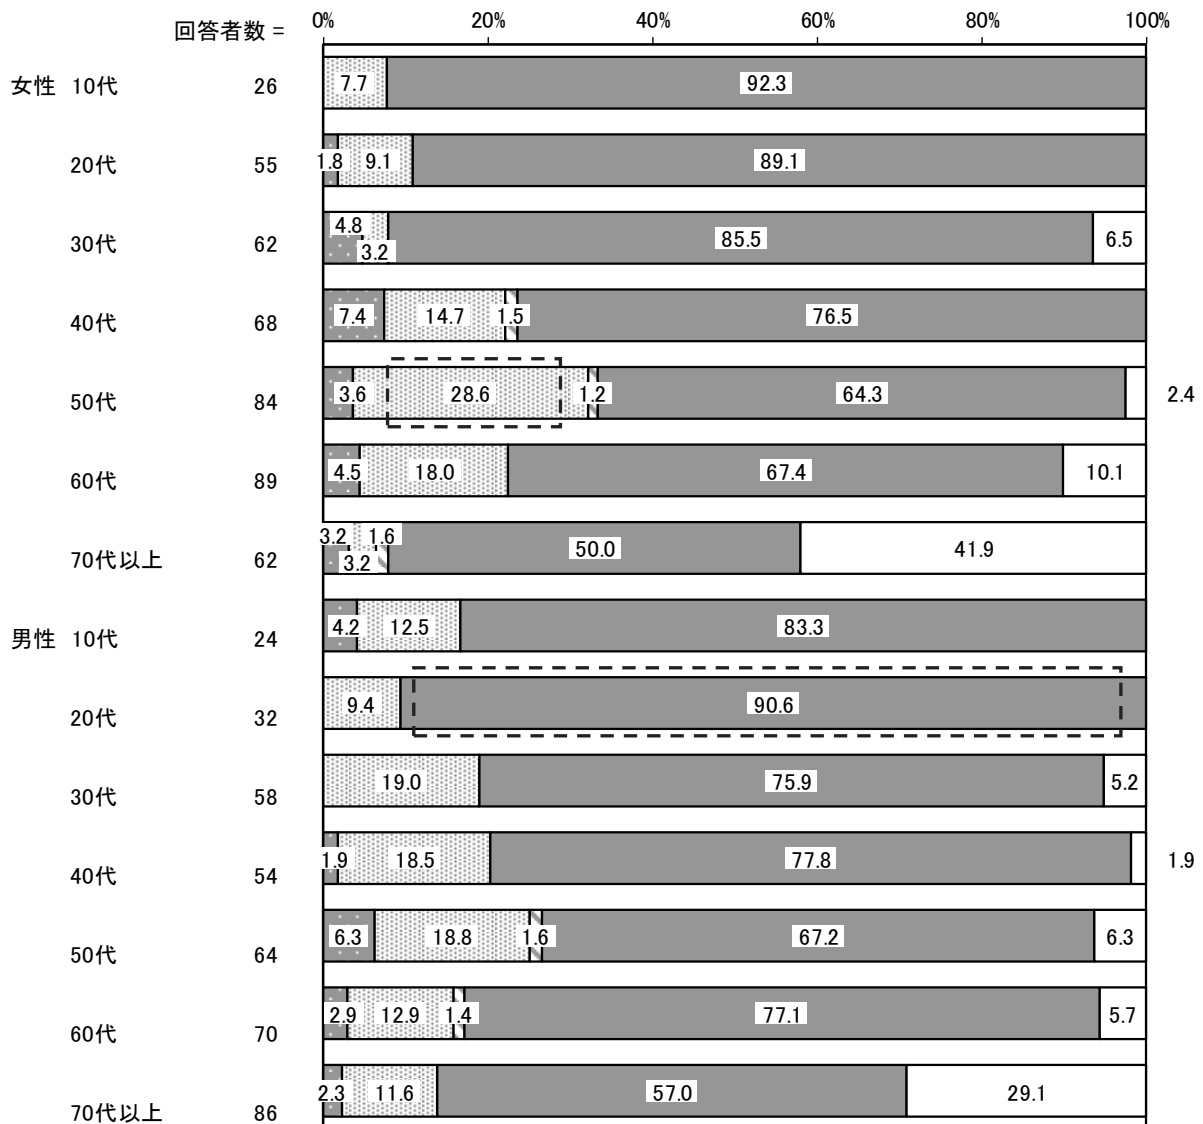 0% 20% 40% 60% 80% 100%
回答者数 =
女性 10代 26 7.7 92.3
20代 55 1.8 9.1 89.1
30代 62 4.8 3.2 85.5 6.5
40代 68 7.4 14.7 1.5 76.5
50代 84 3.6 28.6 1.2 64.3 2.4
60代 89 4.5 18.0 67.4 10.1
70代以上 62 3.2 3.2 1.6 50.0 41.9
男性 10代 24 4.2 12.5 83.3
20代 32 9.4 90.6
30代 58 19.0 75.9 5.2
40代 54 1.9 18.5 77.8 1.9
50代 64 6.3 18.8 1.6 67.2 6.3
60代 70 2.9 12.9 1.4 77.1 5.7
70代以上 86 2.3 11.6 57.0 29.1